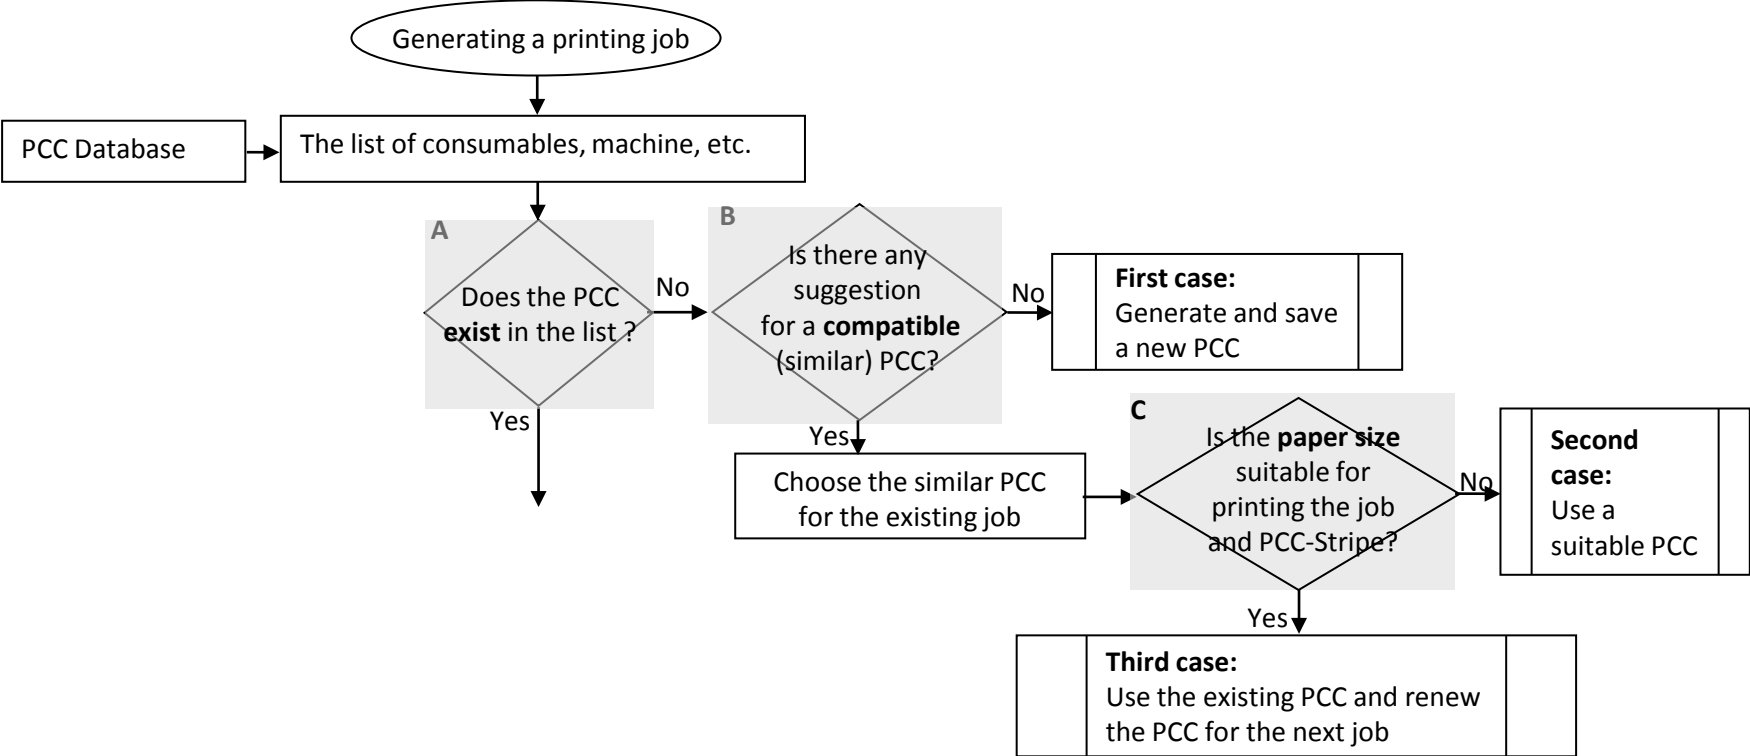 Generating a printing job
PCC Database
The list of consumables, machine, etc.
A
Does the PCC
exist in the list ?
No
Yes
B
Is there any
suggestion
for a compatible
(similar) PCC?
No
First case:
Generate and save
a new PCC
Yes
Choose the similar PCC
for the existing job
C
Is the paper size
suitable for
printing the job
and PCC-Stripe?
No
Second
case:
Use a
suitable PCC
Yes
Third case:
Use the existing PCC and renew
the PCC for the next job